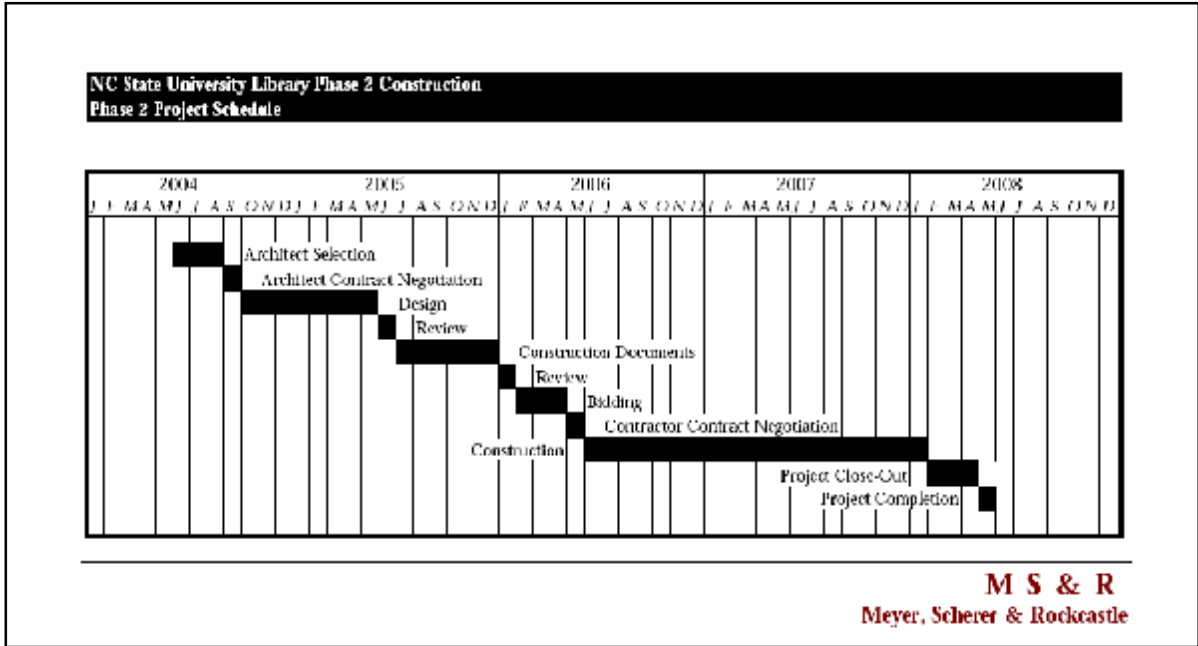 NC State University Library Phase 2 Construction
Phase 2 Project Schedule
2004 2005 2006 2007 2008
J F M A M J J A S O N D J F M A M J J A S O N D J F M A M J J A S O N D J F M A M J J A S O N D J F M A M J J A S O N D
Architect Selection
Architect Contract Negotiation
Design
Review
Construction Documents
Review
Bidding
Contractor Contract Negotiation
Construction
Project Close-Out
Project Completion
M S & R
Meyer, Scherer & Rockcastle